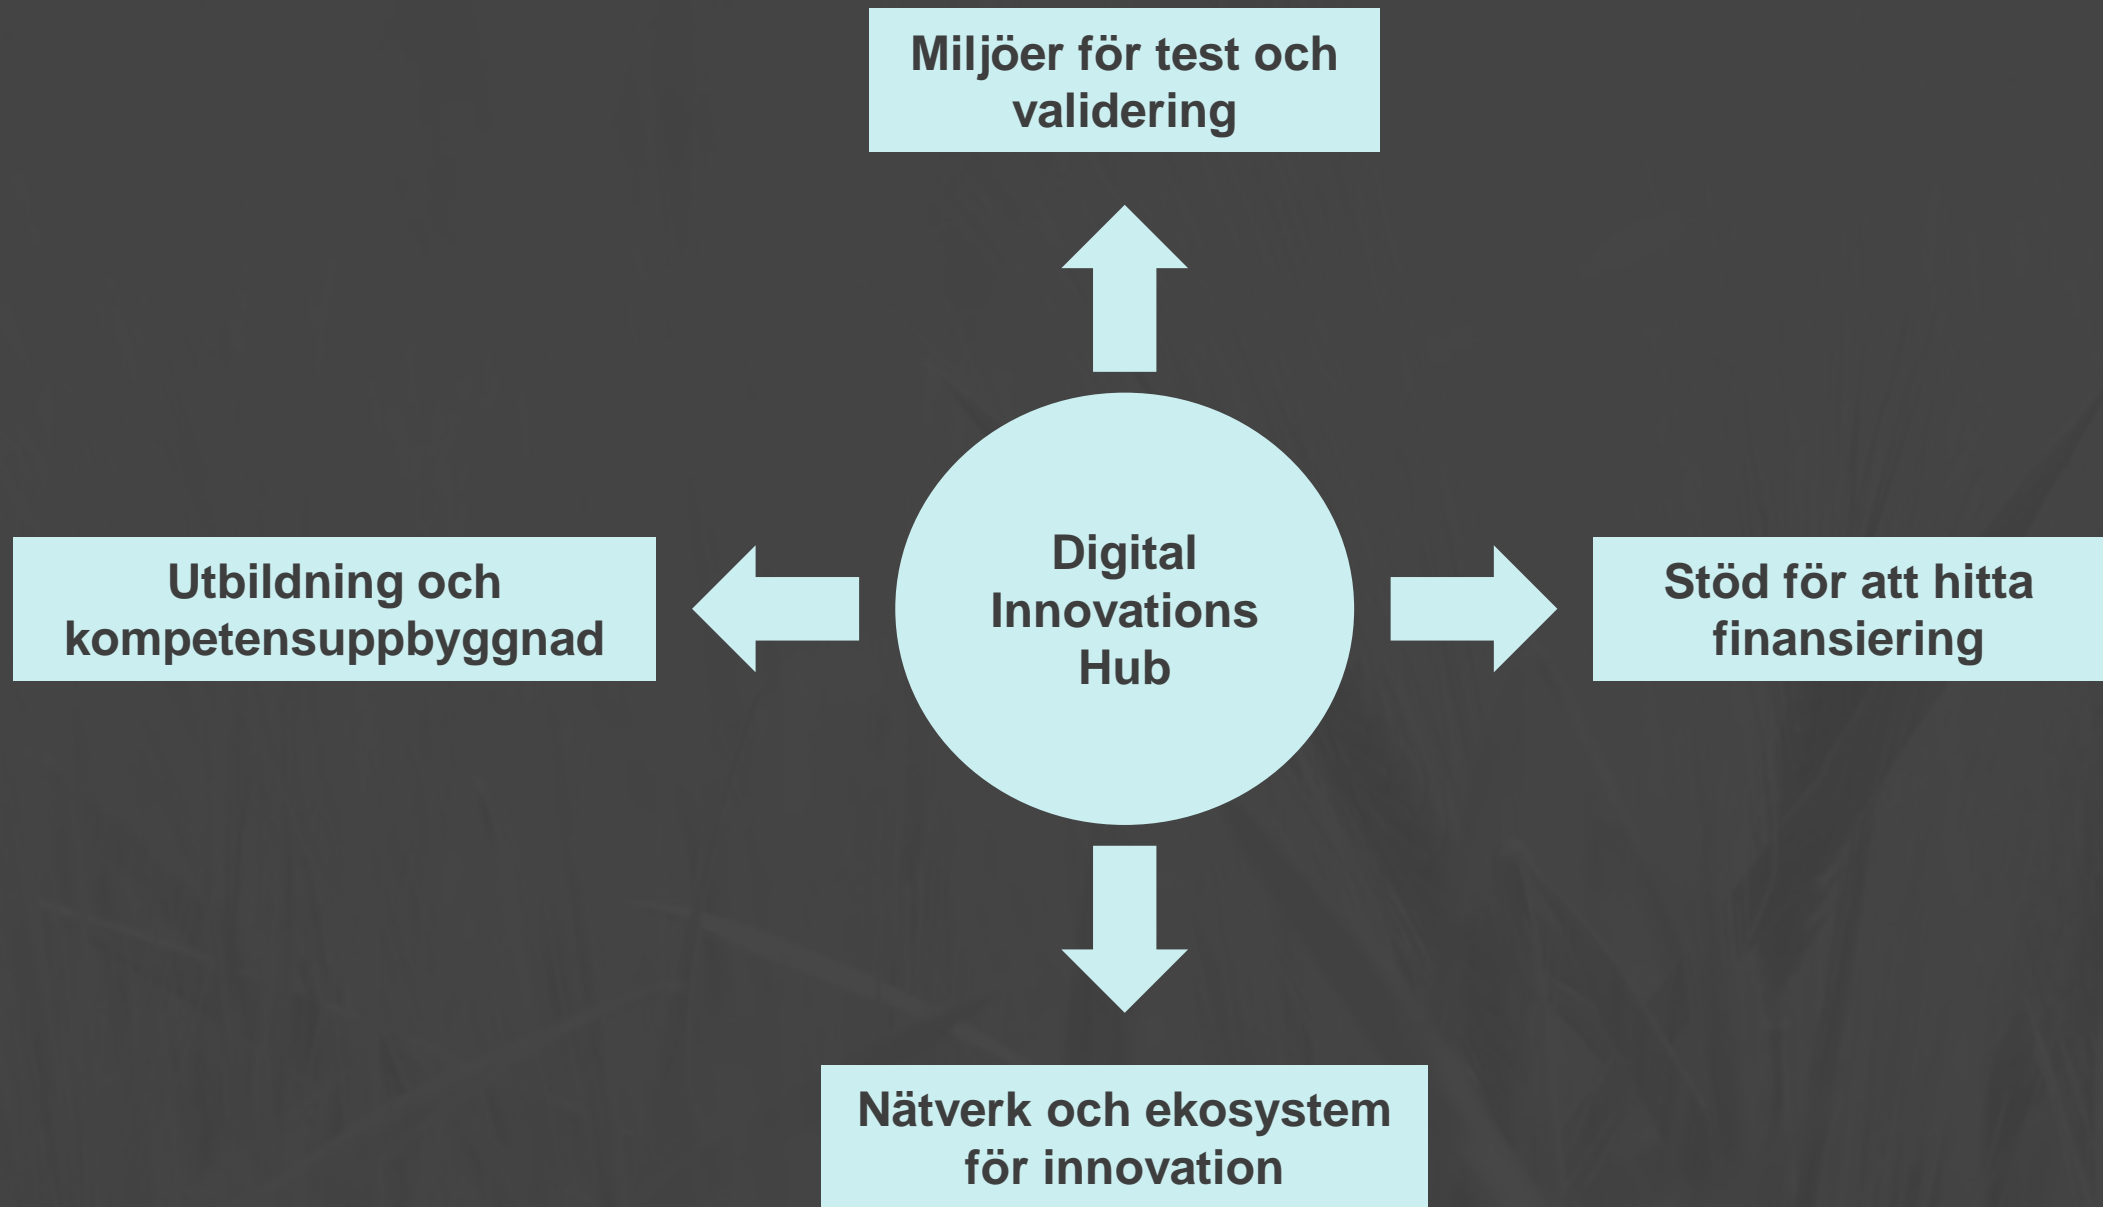 Miljöer för test och
validering
Utbildning och
kompetensuppbyggnad
Digital
Innovations
Hub
Stöd för att hitta
finansiering
Nätverk och ekosystem
för innovation